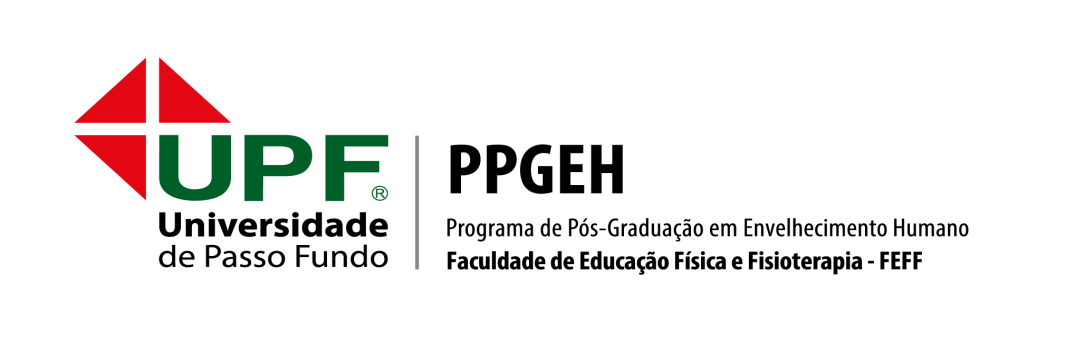 UPF®
Universidade
de Passo Fundo
PPGEH
Programa de Pós-Graduação em Envelhecimento Humano
Faculdade de Educação Física e Fisioterapia - FEFF